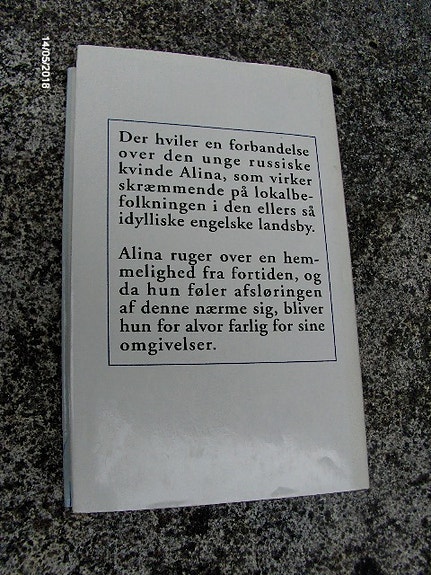 14/05/2018
Der hviler en forbandelse
over den unge russiske
kvinde Alina, som virker
skræmmende på lokalbe-
folkningen i den ellers så
idylliske engelske landsby.
Alina ruger over en hem-
melighed fra fortiden, og
da hun føler afsløringen
af denne nærme sig, bliver
hun for alvor farlig for sine
omgivelser.